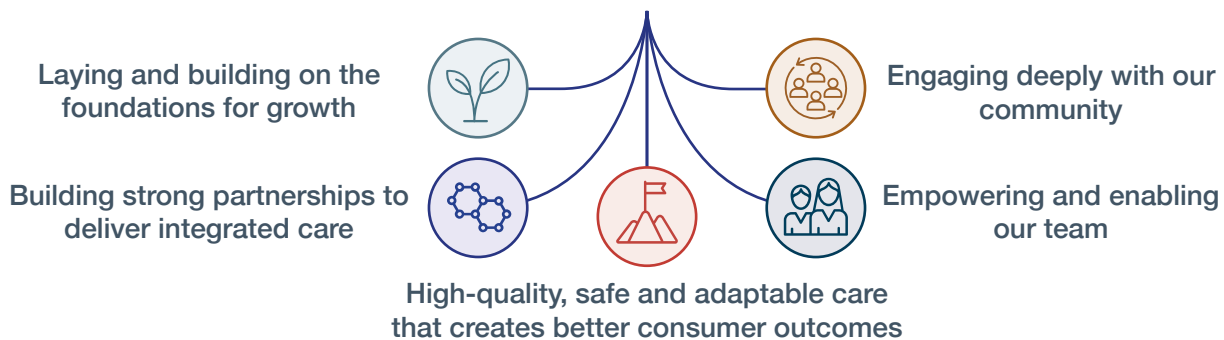 Laying and building on the
foundations for growth
Engaging deeply with our
community
Building strong partnerships to
deliver integrated care
Empowering and enabling
our team
High-quality, safe and adaptable care
that creates better consumer outcomes